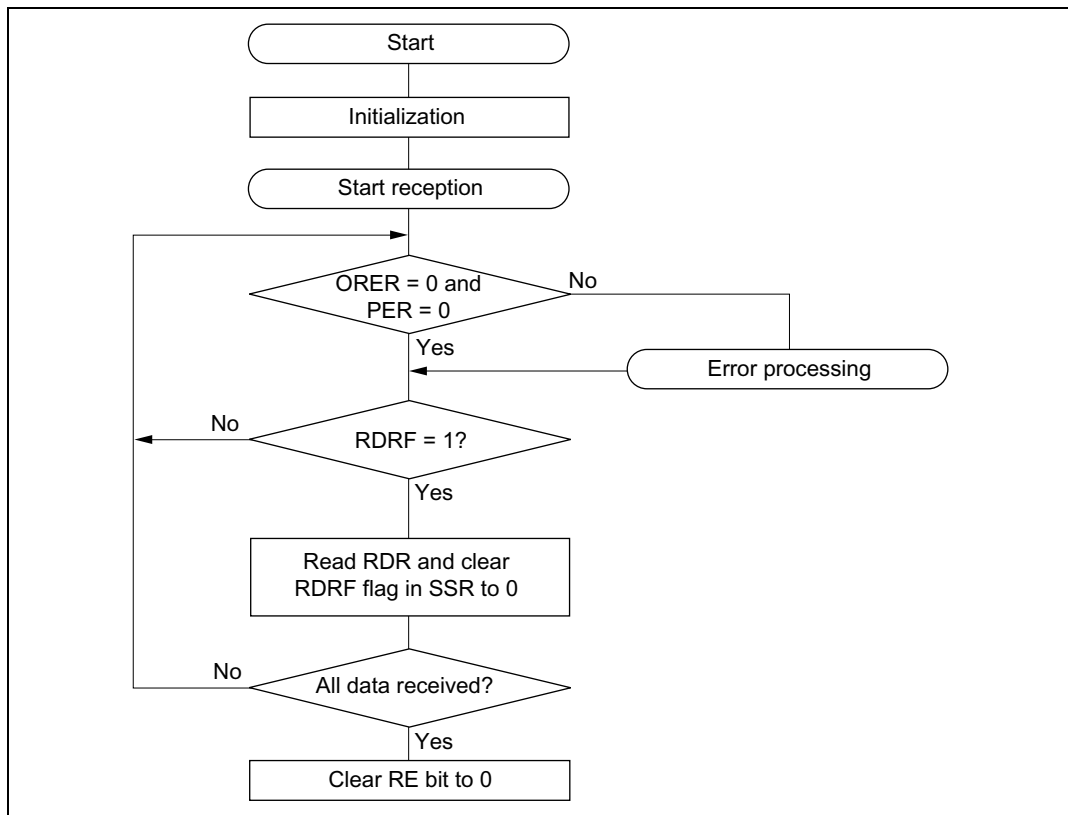 Start
Initialization
Start reception
ORER = 0 and
PER = 0
No
Yes
Error processing
No
RDRF = 1?
Yes
Read RDR and clear
RDRF flag in SSR to 0
No
All data received?
Yes
Clear RE bit to 0